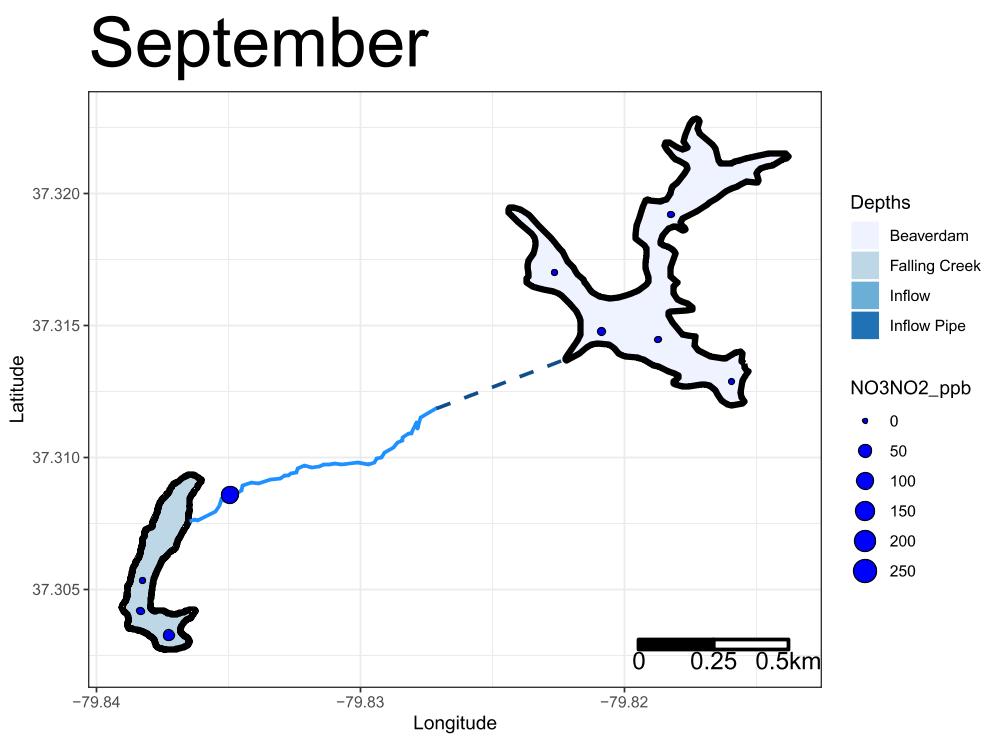 September
37.320
37.315
37.310
37.305
Latitude
−79.84
−79.83
−79.82
Longitude
0
0.25
0.5km
Depths
Beaverdam
Falling Creek
Inflow
Inflow Pipe
NO3NO2_ppb
0
50
100
150
200
250